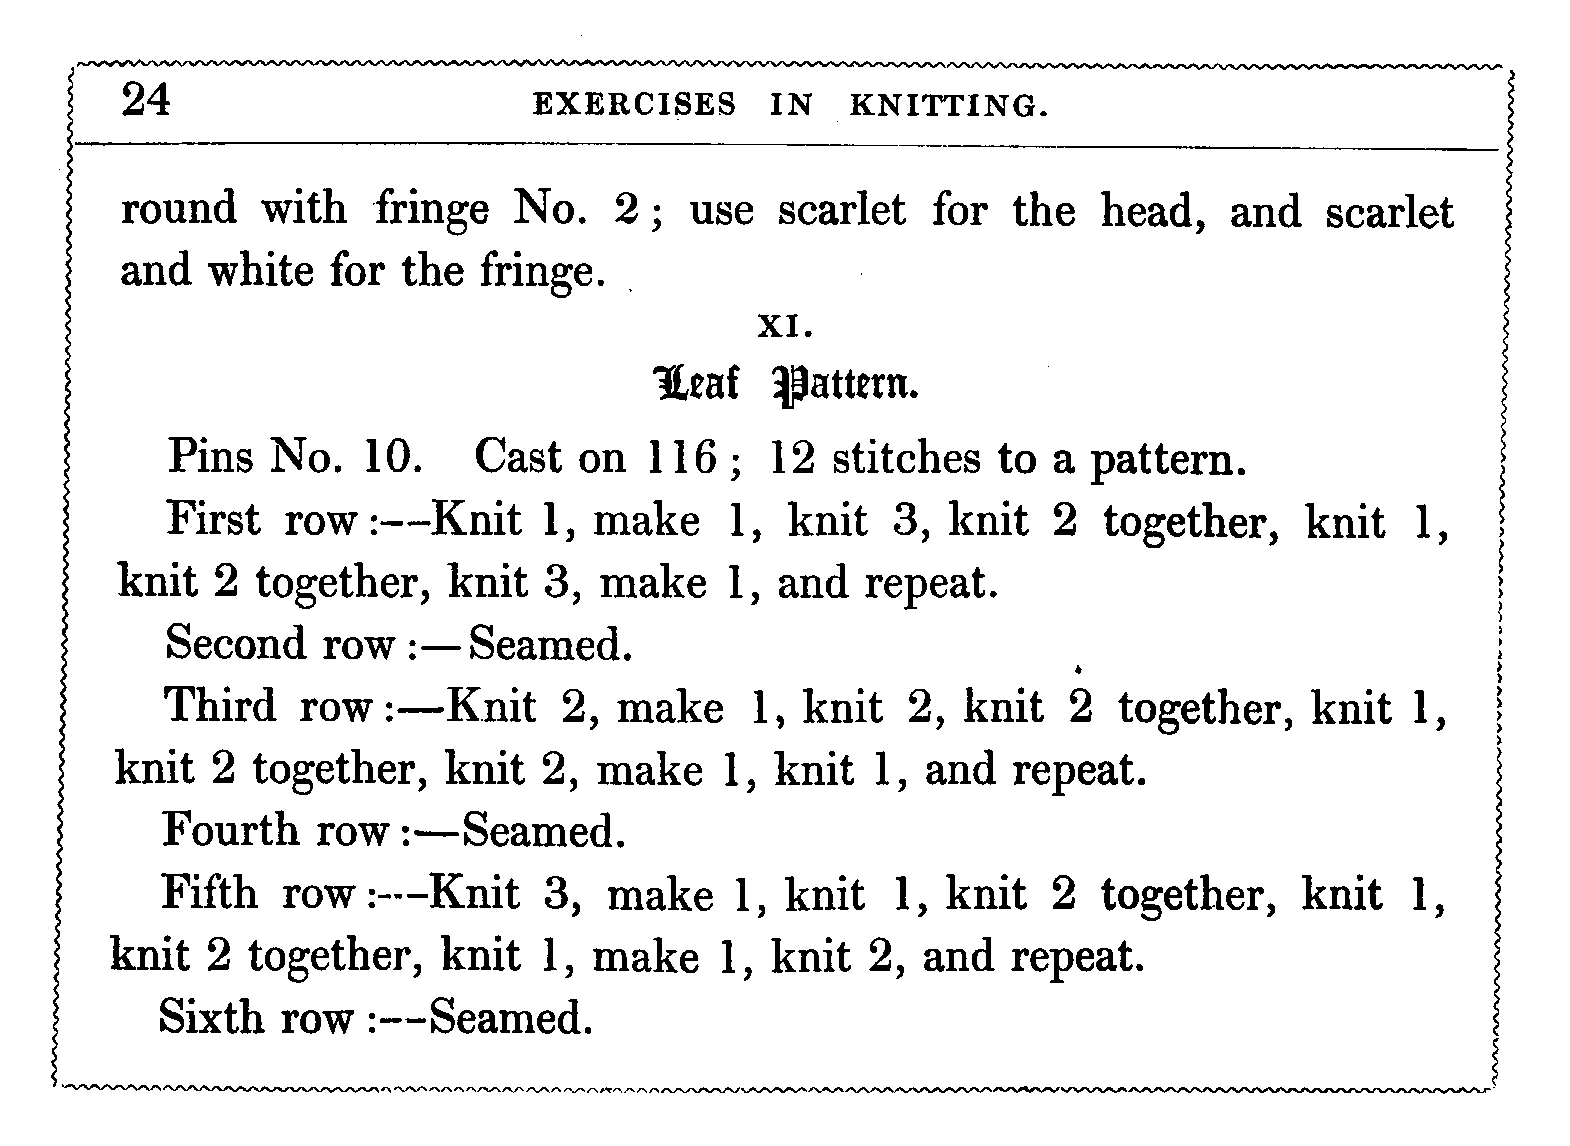 24 EXERCISES IN KNITTING.
round with fringe No. 2; use scarlet for the head, and scarlet
and white for the fringe.
XI.
Leaf Pattern.
Pins No. 10. Cast on 116; 12 stitches to a pattern.
First row:--Knit 1, make 1, knit 3, knit 2 together, knit 1,
knit 2 together, knit 3, make 1, and repeat.
Second row:—Seamed.
Third row:—Knit 2, make 1, knit 2, knit 2 together, knit 1,
knit 2 together, knit 2, make 1, knit 1, and repeat.
Fourth row:—Seamed.
Fifth row:---Knit 3, make 1, knit 1, knit 2 together, knit 1,
knit 2 together, knit 1, make 1, knit 2, and repeat.
Sixth row:--Seamed.